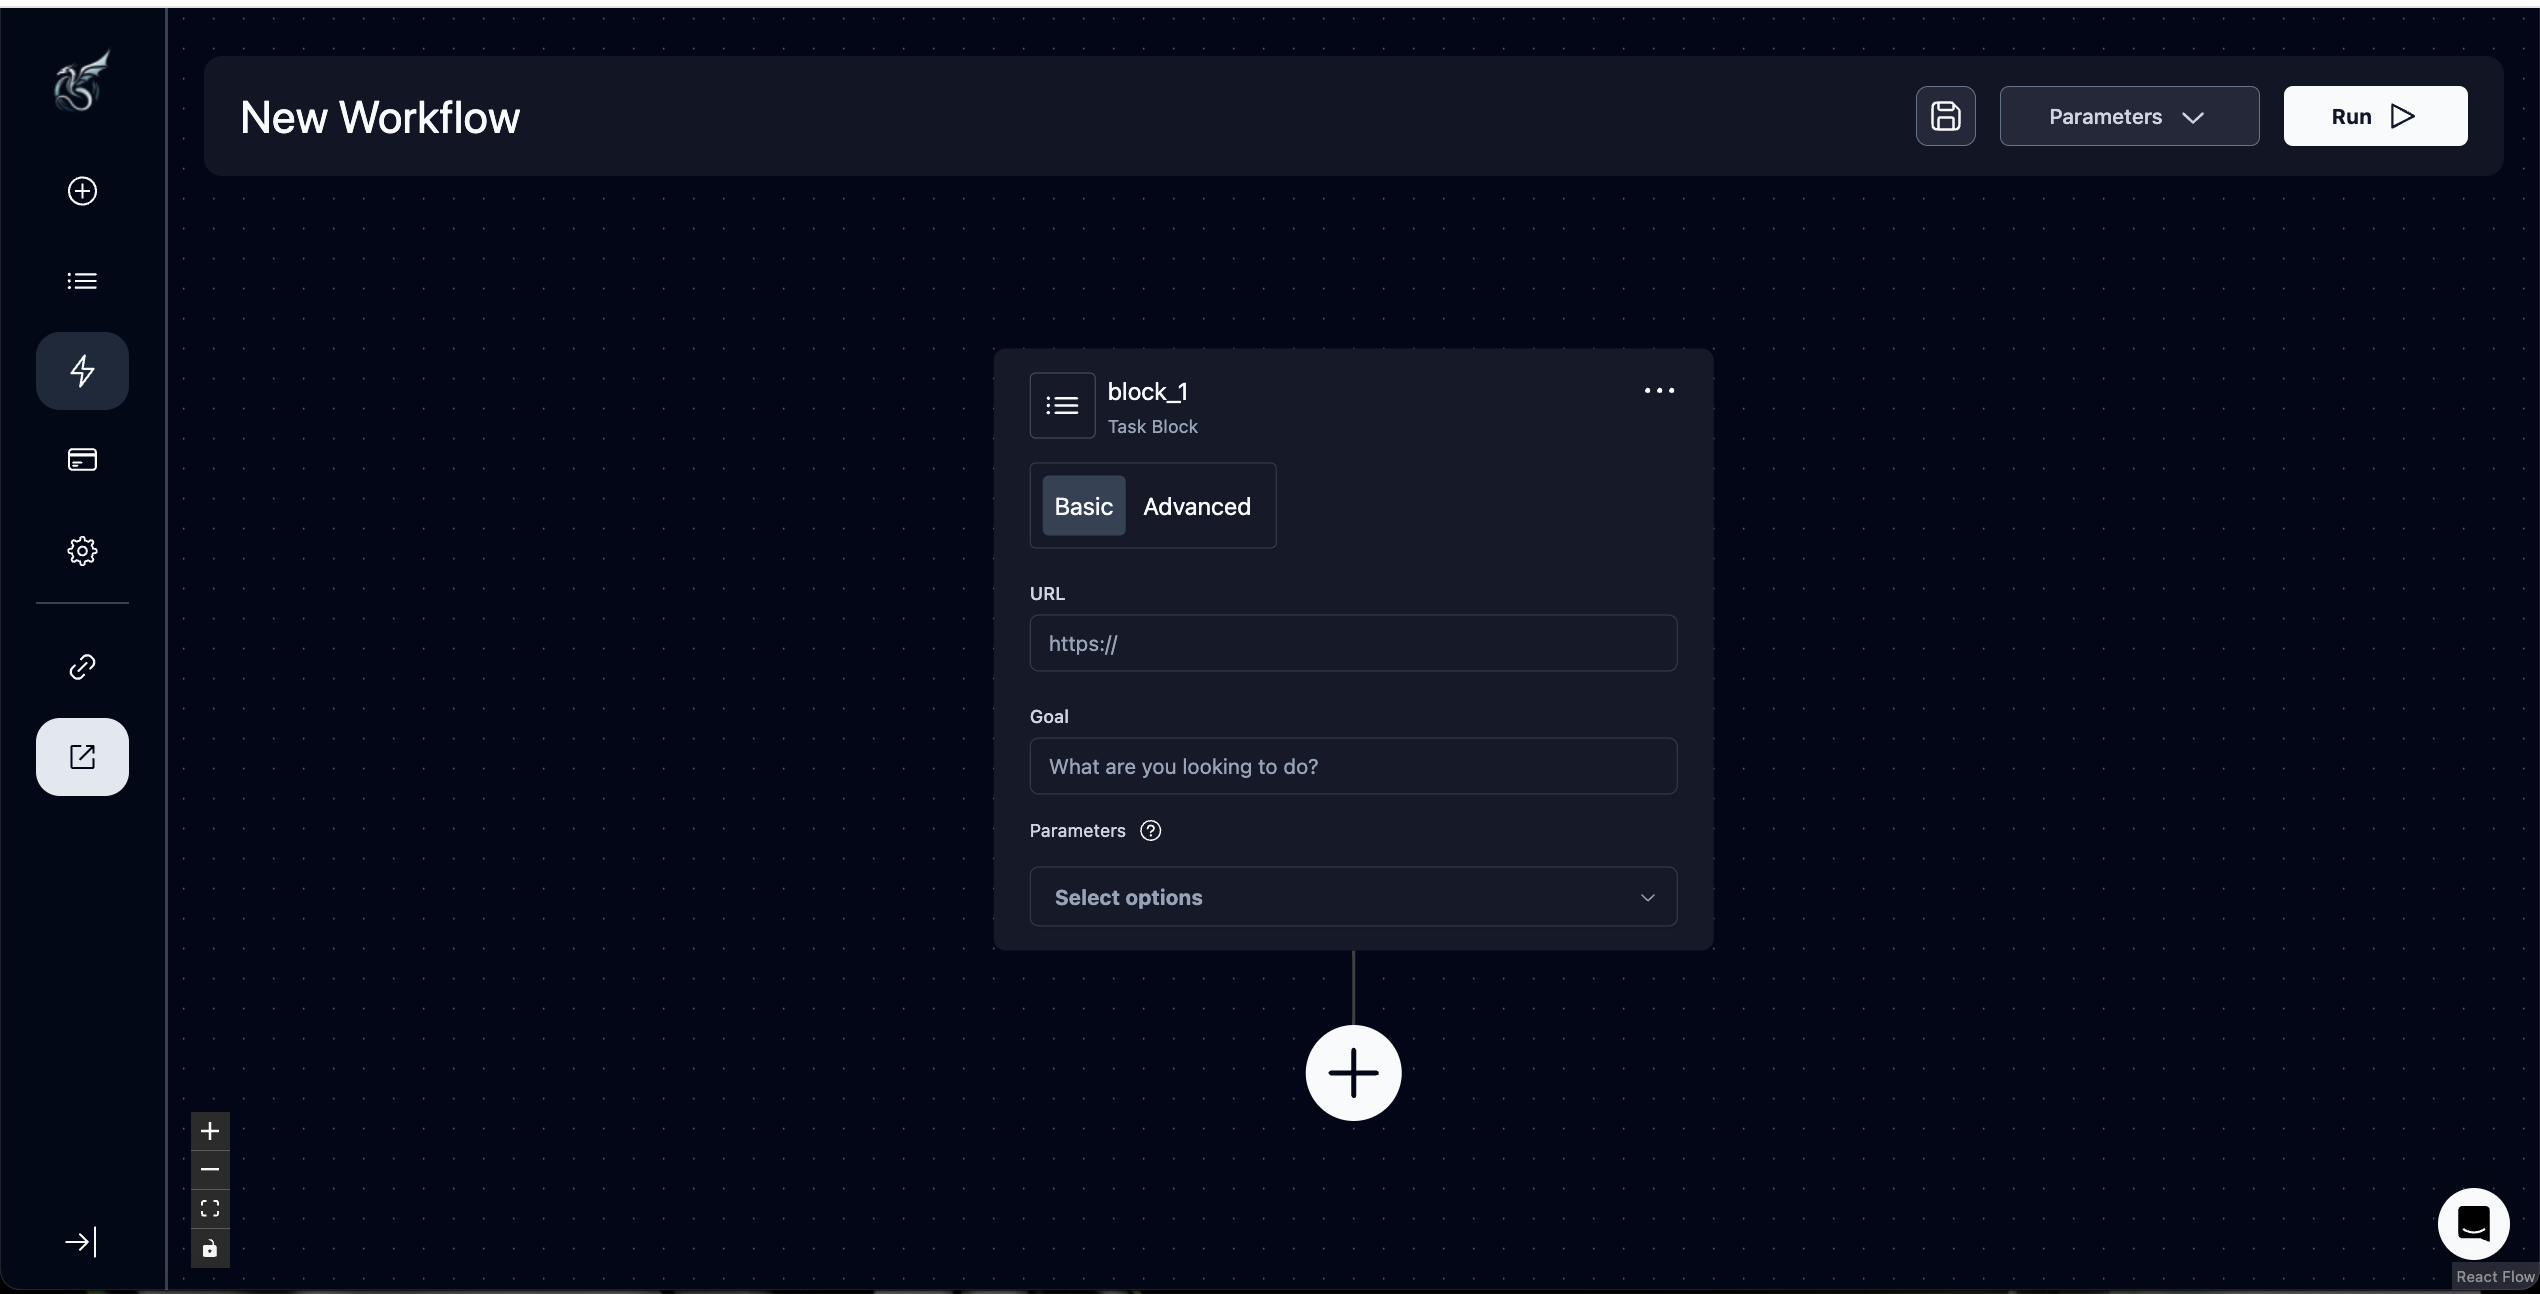 New Workflow
Parameters
Run
block_1
Task Block
Basic
Advanced
URL
https://
Goal
What are you looking to do?
Parameters
Select options
React Flow